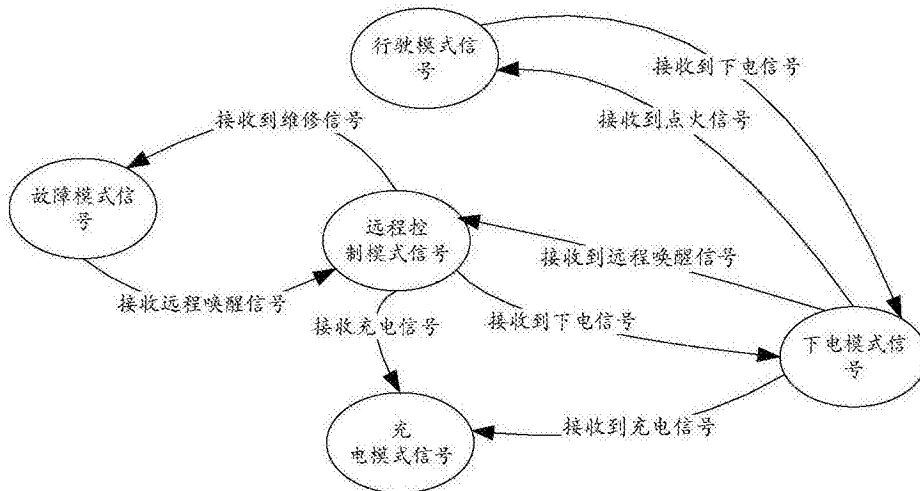 行驶模式信
号
接收到下电信号
接收到维修信号
接收到点火信号
故障模式信
号
远程控
制模式信号
接收到远程唤醒信号
接收远程唤醒信号
接收充电信号
接收到下电信号
下电模式信
号
充
电模式信号
接收到充电信号